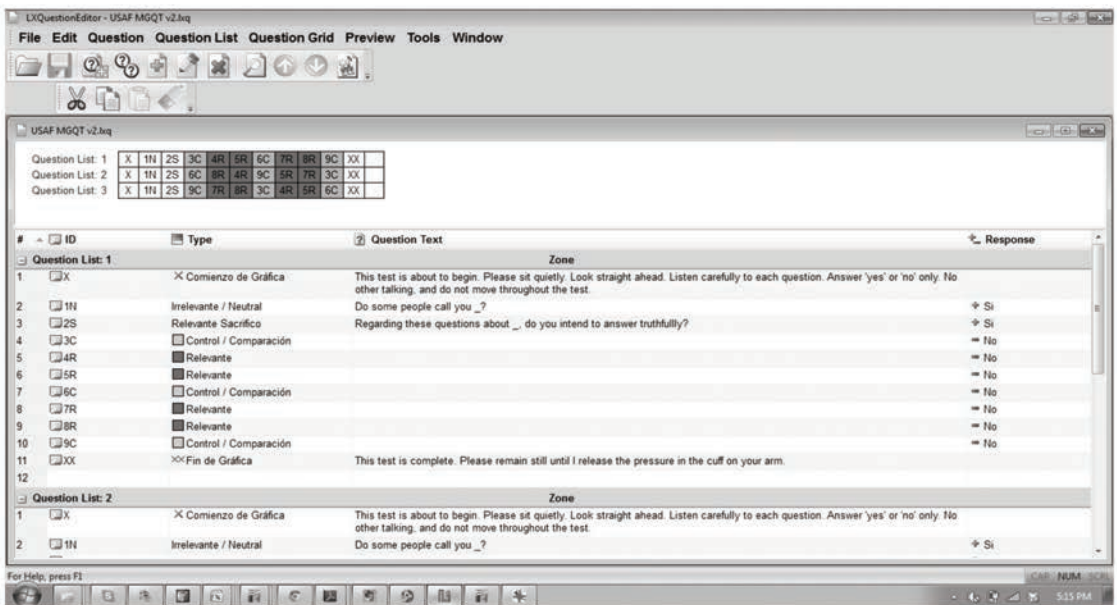 LXQuestionEditor - USAF MGQT v2.lxq
File Edit Question Question List Question Grid Preview Tools Window
USAF MGQT v2.lxq
Question List: 1 X 1N 2S 3C 4R 5R 6C 7R 8R 9C XX
Question List: 2 X 1N 2S 6C 8R 4R 9C 5R 7R 3C XX
Question List: 3 X 1N 2S 9C 7R 8R 3C 4R 5R 6C XX
# ID Type Question Text Response
Question List: 1 Zone
1 X Comienzo de Gráfica This test is about to begin. Please sit quietly. Look straight ahead. Listen carefully to each question. Answer 'yes' or 'no' only. No
other talking, and do not move throughout the test.
2 1N Irrelevante / Neutral Do some people call you _? Si
3 2S Relevante Sacrifico Regarding these questions about _, do you intend to answer truthfullly? Si
4 3C Control / Comparación No
5 4R Relevante No
6 5R Relevante No
7 6C Control / Comparación No
8 7R Relevante No
9 8R Relevante No
10 9C Control / Comparación No
11 XX Fin de Gráfica This test is complete. Please remain still until I release the pressure in the cuff on your arm.
12
Question List: 2 Zone
1 X Comienzo de Gráfica This test is about to begin. Please sit quietly. Look straight ahead. Listen carefully to each question. Answer 'yes' or 'no' only. No
other talking, and do not move throughout the test.
2 1N Irrelevante / Neutral Do some people call you _? Si
For Help, press F1 CAP NUM SCRL
5:15 PM